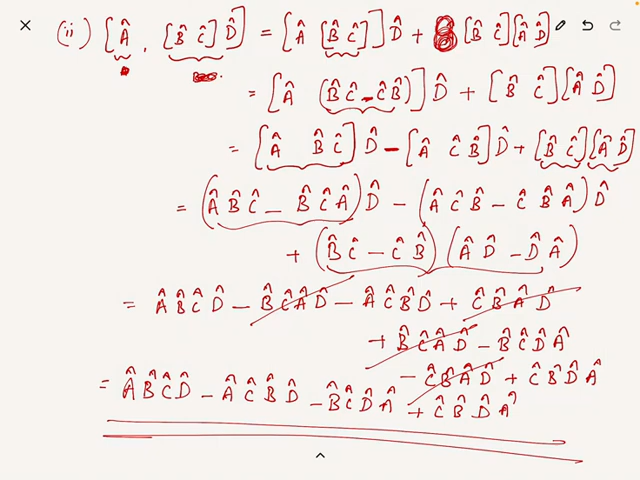 (ii) [Â , [B̂ Ĉ] D̂] = [Â [B̂ Ĉ]] D̂ + [B̂ Ĉ][Â D̂]
= [Â (B̂Ĉ - ĈB̂)] D̂ + [B̂ Ĉ][Â D̂]
= [Â B̂Ĉ] D̂ - [Â ĈB̂] D̂ + [B̂ Ĉ][Â D̂]
= (ÂB̂Ĉ - B̂ĈÂ) D̂ - (ÂĈB̂ - ĈB̂Â) D̂
+ (B̂Ĉ - ĈB̂) (ÂD̂ - D̂Â)
= ÂB̂ĈD̂ - B̂ĈÂD̂ - ÂĈB̂D̂ + ĈB̂ÂD̂
+ B̂ĈÂD̂ - B̂ĈD̂Â
- ĈB̂ÂD̂ + ĈB̂D̂Â
= ÂB̂ĈD̂ - ÂĈB̂D̂ - B̂ĈD̂Â + ĈB̂D̂Â